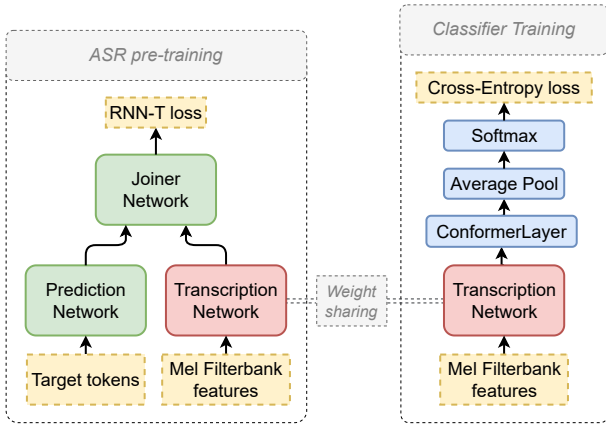 ASR pre-training
RNN-T loss
Joiner
Network
Prediction
Network
Transcription
Network
Target tokens
Mel Filterbank
features
Weight
sharing
Classifier Training
Cross-Entropy loss
Softmax
Average Pool
ConformerLayer
Transcription
Network
Mel Filterbank
features